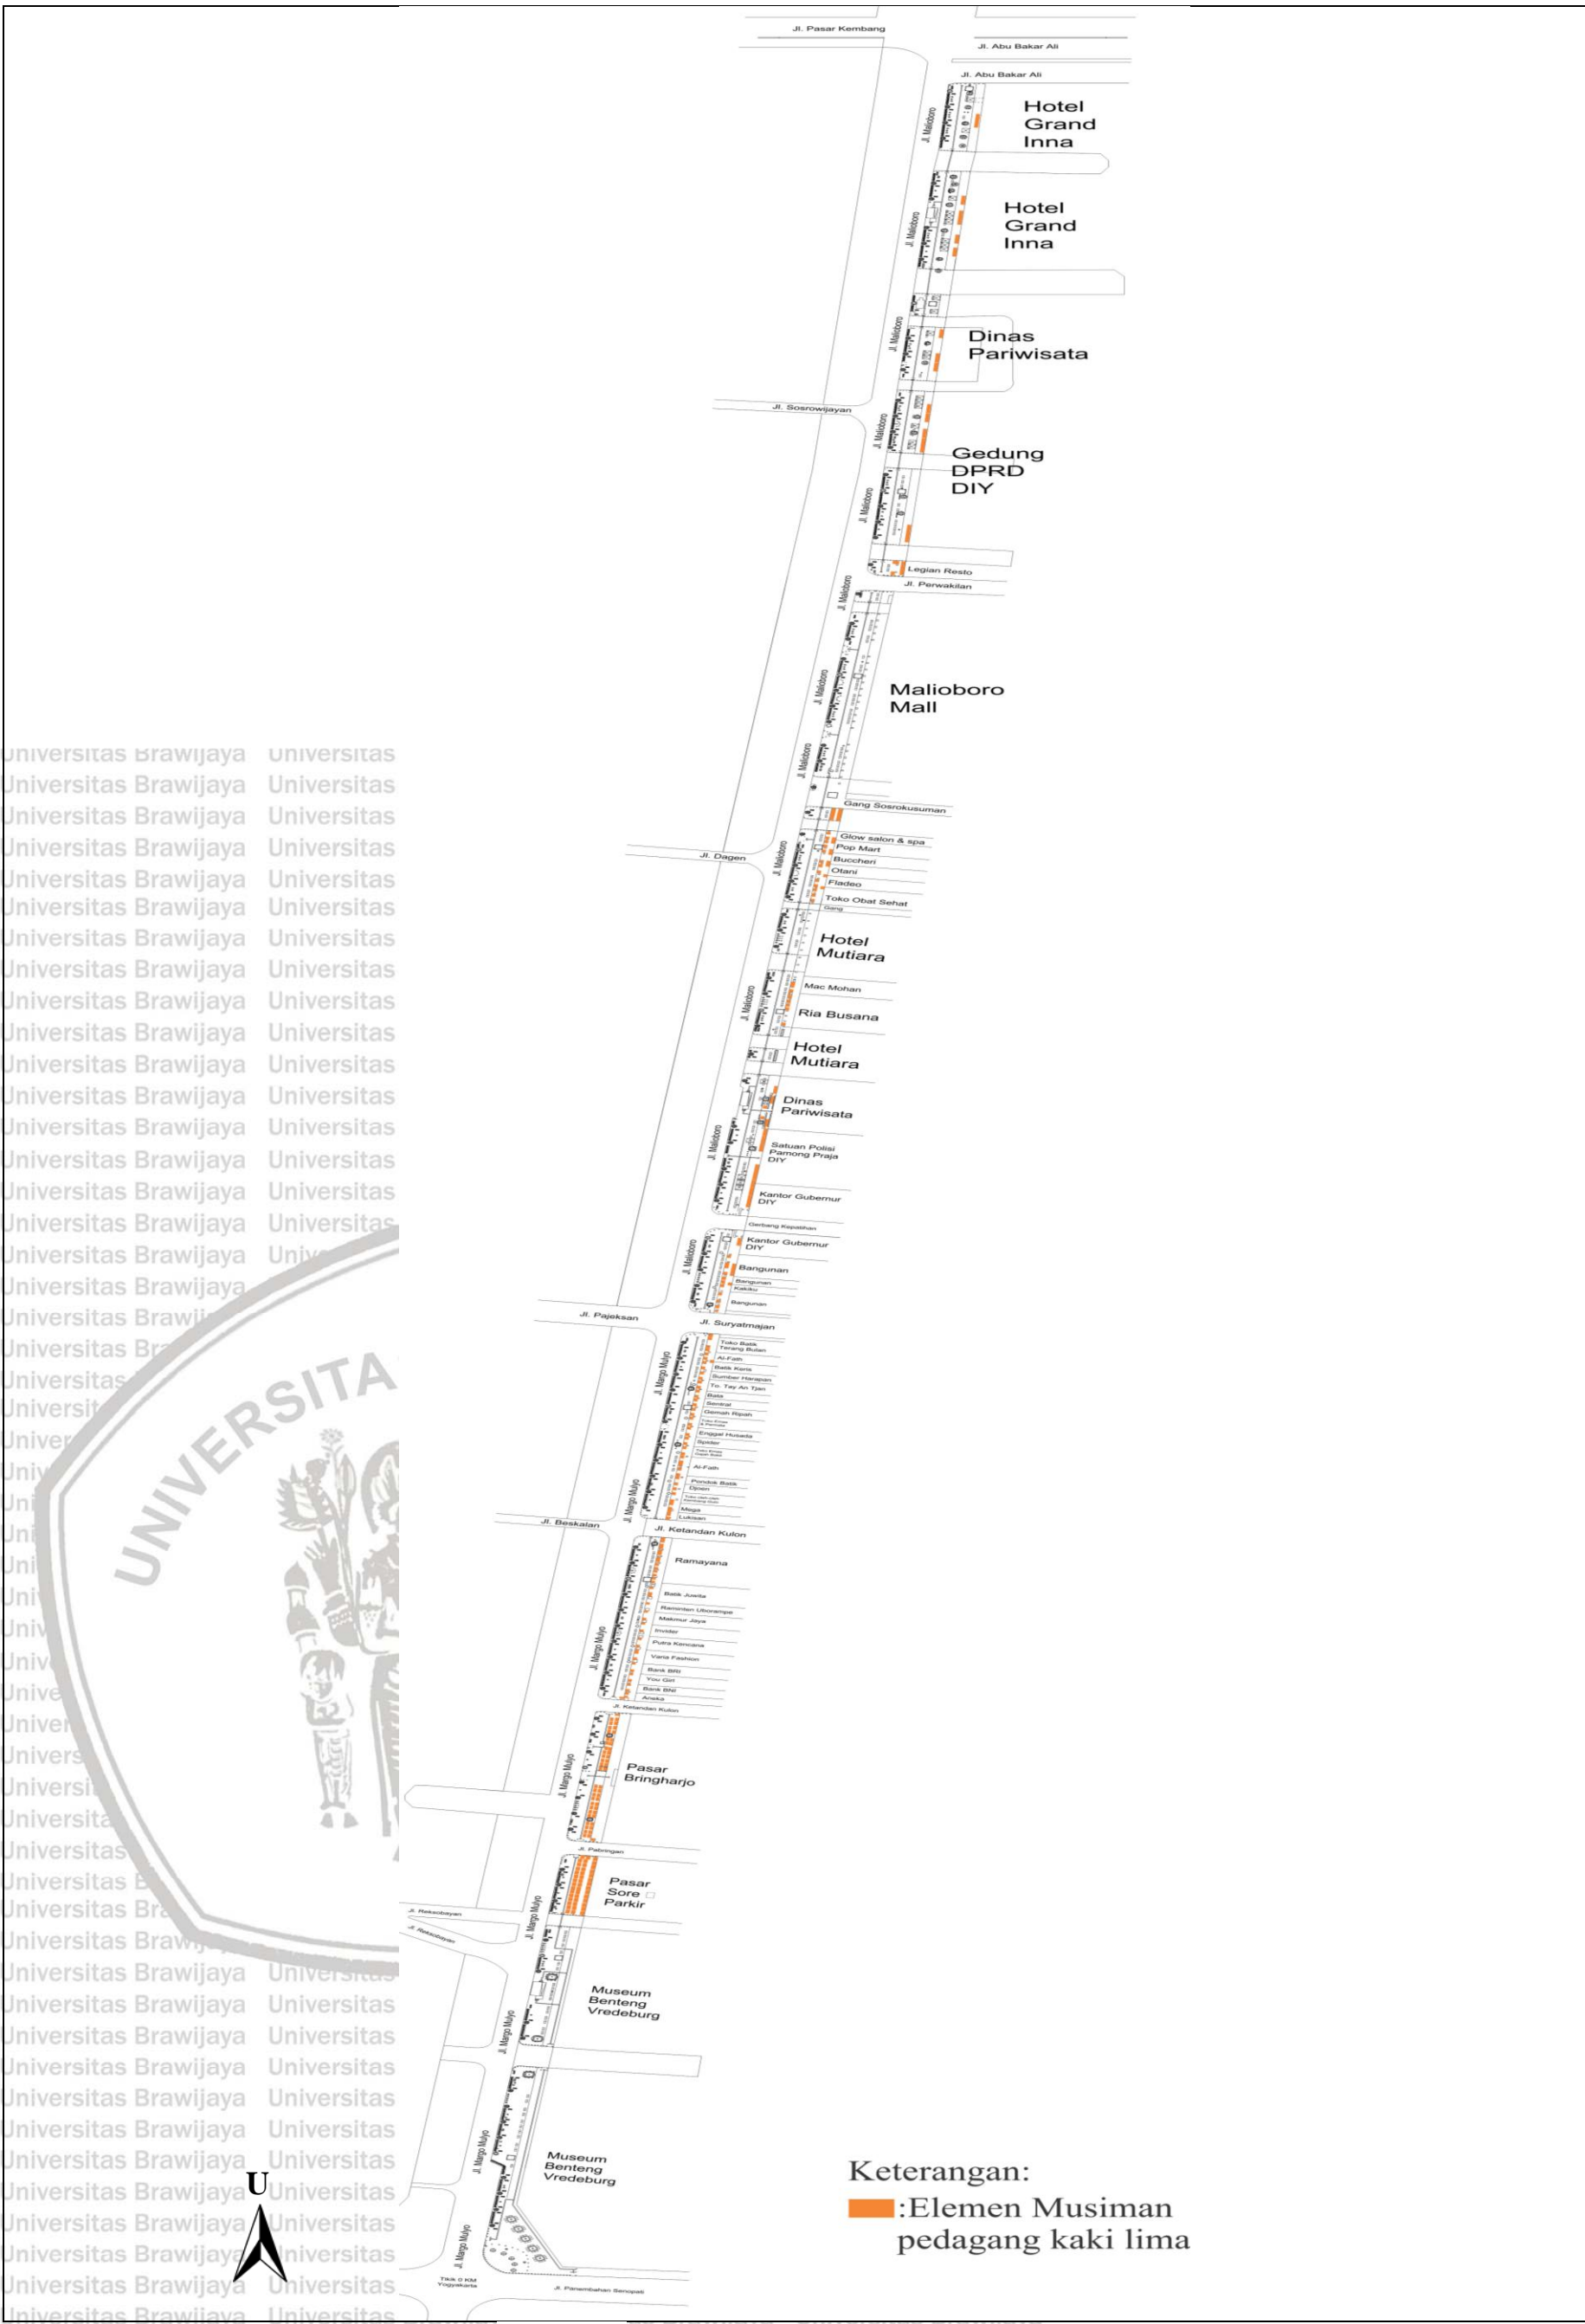 Jl. Pasar Kembang
Jl. Abu Bakar Ali
Jl. Abu Bakar Ali
Jl. Malioboro
Hotel
Grand
Inna
Jl. Malioboro
Hotel
Grand
Inna
Jl. Malioboro
Dinas
Pariwisata
Jl. Sosrowijayan
Jl. Malioboro
Gedung
DPRD
DIY
Jl. Malioboro
Legian Resto
Jl. Perwakilan
Jl. Malioboro
Jl. Malioboro
Malioboro
Mall
Jl. Malioboro
Gang Sosrokusuman
Glow salon & spa
Pop Mart
Buccheri
Otani
Fladeo
Toko Obat Sehat
Gang
Jl. Dagen
Jl. Malioboro
Hotel
Mutiara
Mac Mohan
Ria Busana
Jl. Malioboro
Hotel
Mutiara
Dinas
Pariwisata
Jl. Malioboro
Satuan Polisi
Pamong Praja
DIY
Kantor Gubernur
DIY
Gerbang Kepatihan
Kantor Gubernur
DIY
Jl. Malioboro
Bangunan
Bangunan
Kakiku
Bangunan
Jl. Pajeksan
Jl. Suryatmajan
Toko Batik
Terang Bulan
Al-Fath
Batik Keris
Sumber Harapan
To. Tay An Tjan
Bata
Sentral
Gemah Ripah
Enggal Husada
Spider
Al-Fath
Pondok Batik
Djoen
Mega
Lukisan
Jl. Margo Mulyo
Jl. Margo Mulyo
Jl. Beskalan
Jl. Ketandan Kulon
Ramayana
Batik Juwita
Raminten Uborampe
Makmur Jaya
Invider
Putra Kencana
Varia Fashion
Bank BRI
You Girl
Bank BNI
Aneka
Jl. Margo Mulyo
Jl. Ketandan Kulon
Pasar
Bringharjo
Jl. Margo Mulyo
Jl. Pabringan
Pasar
Sore
Parkir
Jl. Margo Mulyo
Jl. Reksobayan
Jl. Reksobayan
Museum
Benteng
Vredeburg
Jl. Margo Mulyo
Museum
Benteng
Vredeburg
Jl. Margo Mulyo
Jl. Margo Mulyo
Titik 0 KM
Yogyakarta
Jl. Panembahan Senopati
U
Keterangan:
:Elemen Musiman
pedagang kaki lima